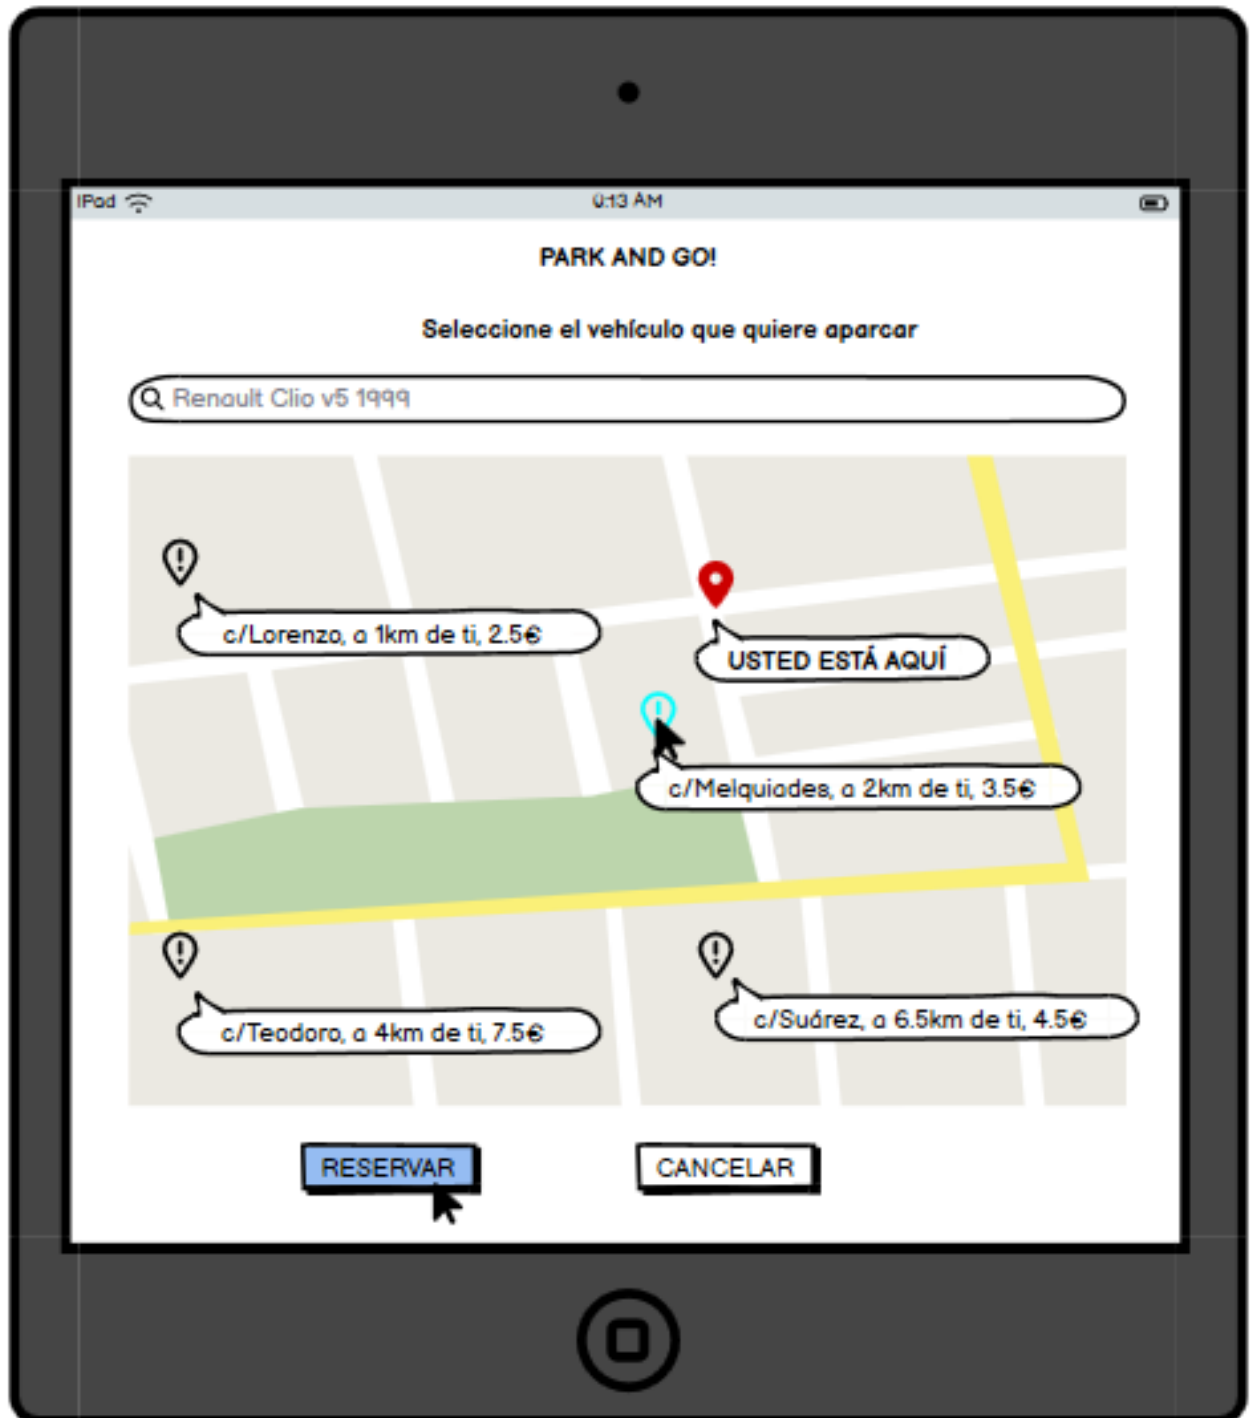 iPad
0:13 AM
PARK AND GO!
Seleccione el vehículo que quiere aparcar
Renault Clio v5 1999
c/Lorenzo, a 1km de ti, 2.5€
USTED ESTÁ AQUÍ
c/Melquiades, a 2km de ti, 3.5€
c/Teodoro, a 4km de ti, 7.5€
c/Suárez, a 6.5km de ti, 4.5€
RESERVAR
CANCELAR